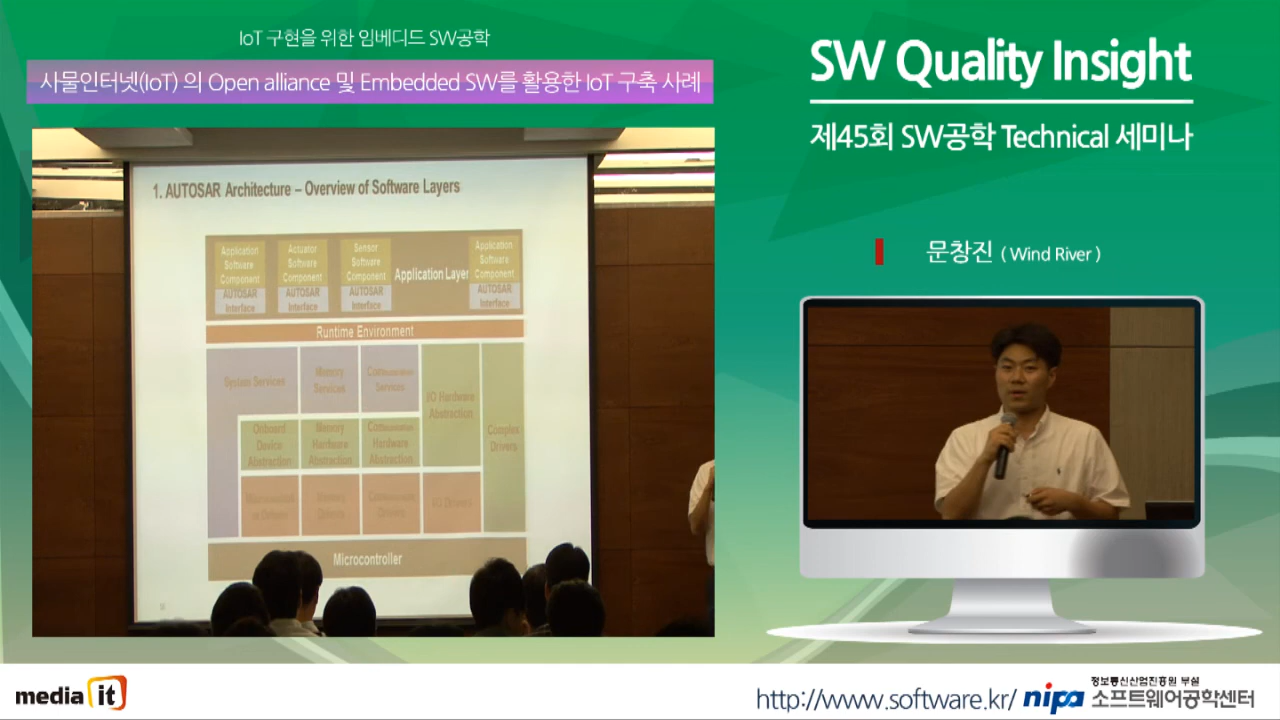 IoT 구현을 위한 임베디드 SW공학
사물인터넷(IoT) 의 Open alliance 및 Embedded SW를 활용한 IoT 구축 사례
SW Quality Insight
제45회 SW공학 Technical 세미나
문창진 ( Wind River )
1. AUTOSAR Architecture – Overview of Software Layers
Application Software Component
AUTOSAR Interface
Actuator Software Component
AUTOSAR Interface
Sensor Software Component
AUTOSAR Interface
Application Layer
Application Software Component
AUTOSAR Interface
Runtime Environment
System Services
Memory Services
Communication Services
I/O Hardware Abstraction
Complex Drivers
Onboard Device Abstraction
Memory Hardware Abstraction
Communication Hardware Abstraction
Memory Drivers
I/O Drivers
Microcontroller
media it
http://www.software.kr/
nipa
정보통신산업진흥원 부설
소프트웨어공학센터